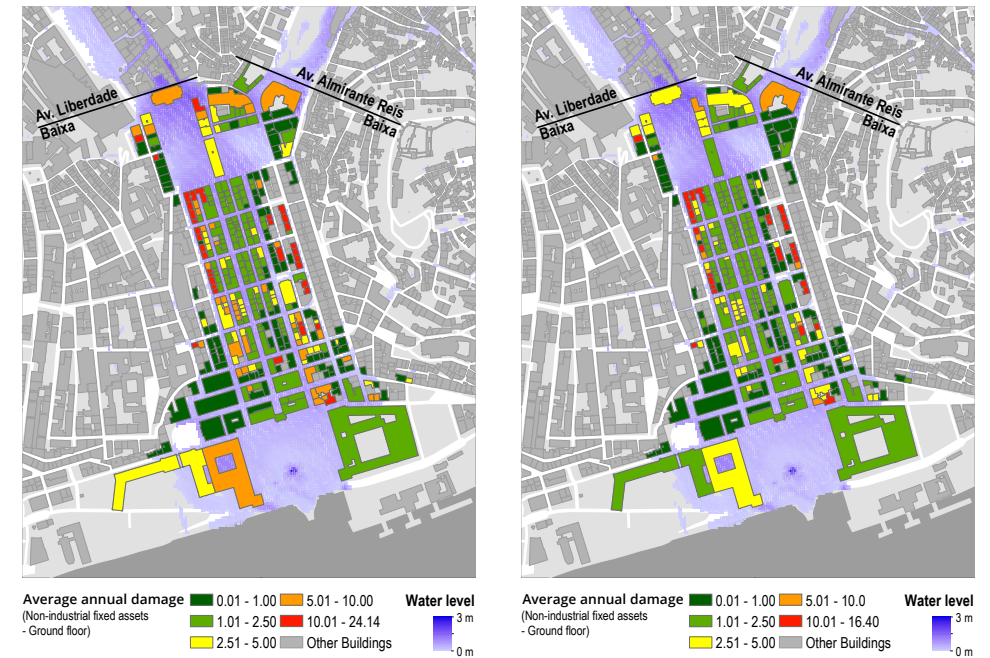 Av. Liberdade
Baixa
Av. Almirante Reis
Baixa
Av. Liberdade
Baixa
Av. Almirante Reis
Baixa
Average annual damage
(Non-industrial fixed assets
- Ground floor)
0.01 - 1.00
1.01 - 2.50
2.51 - 5.00
5.01 - 10.00
10.01 - 24.14
Other Buildings
Water level
3 m
0 m
Average annual damage
(Non-industrial fixed assets
- Ground floor)
0.01 - 1.00
1.01 - 2.50
2.51 - 5.00
5.01 - 10.0
10.01 - 16.40
Other Buildings
Water level
3 m
0 m